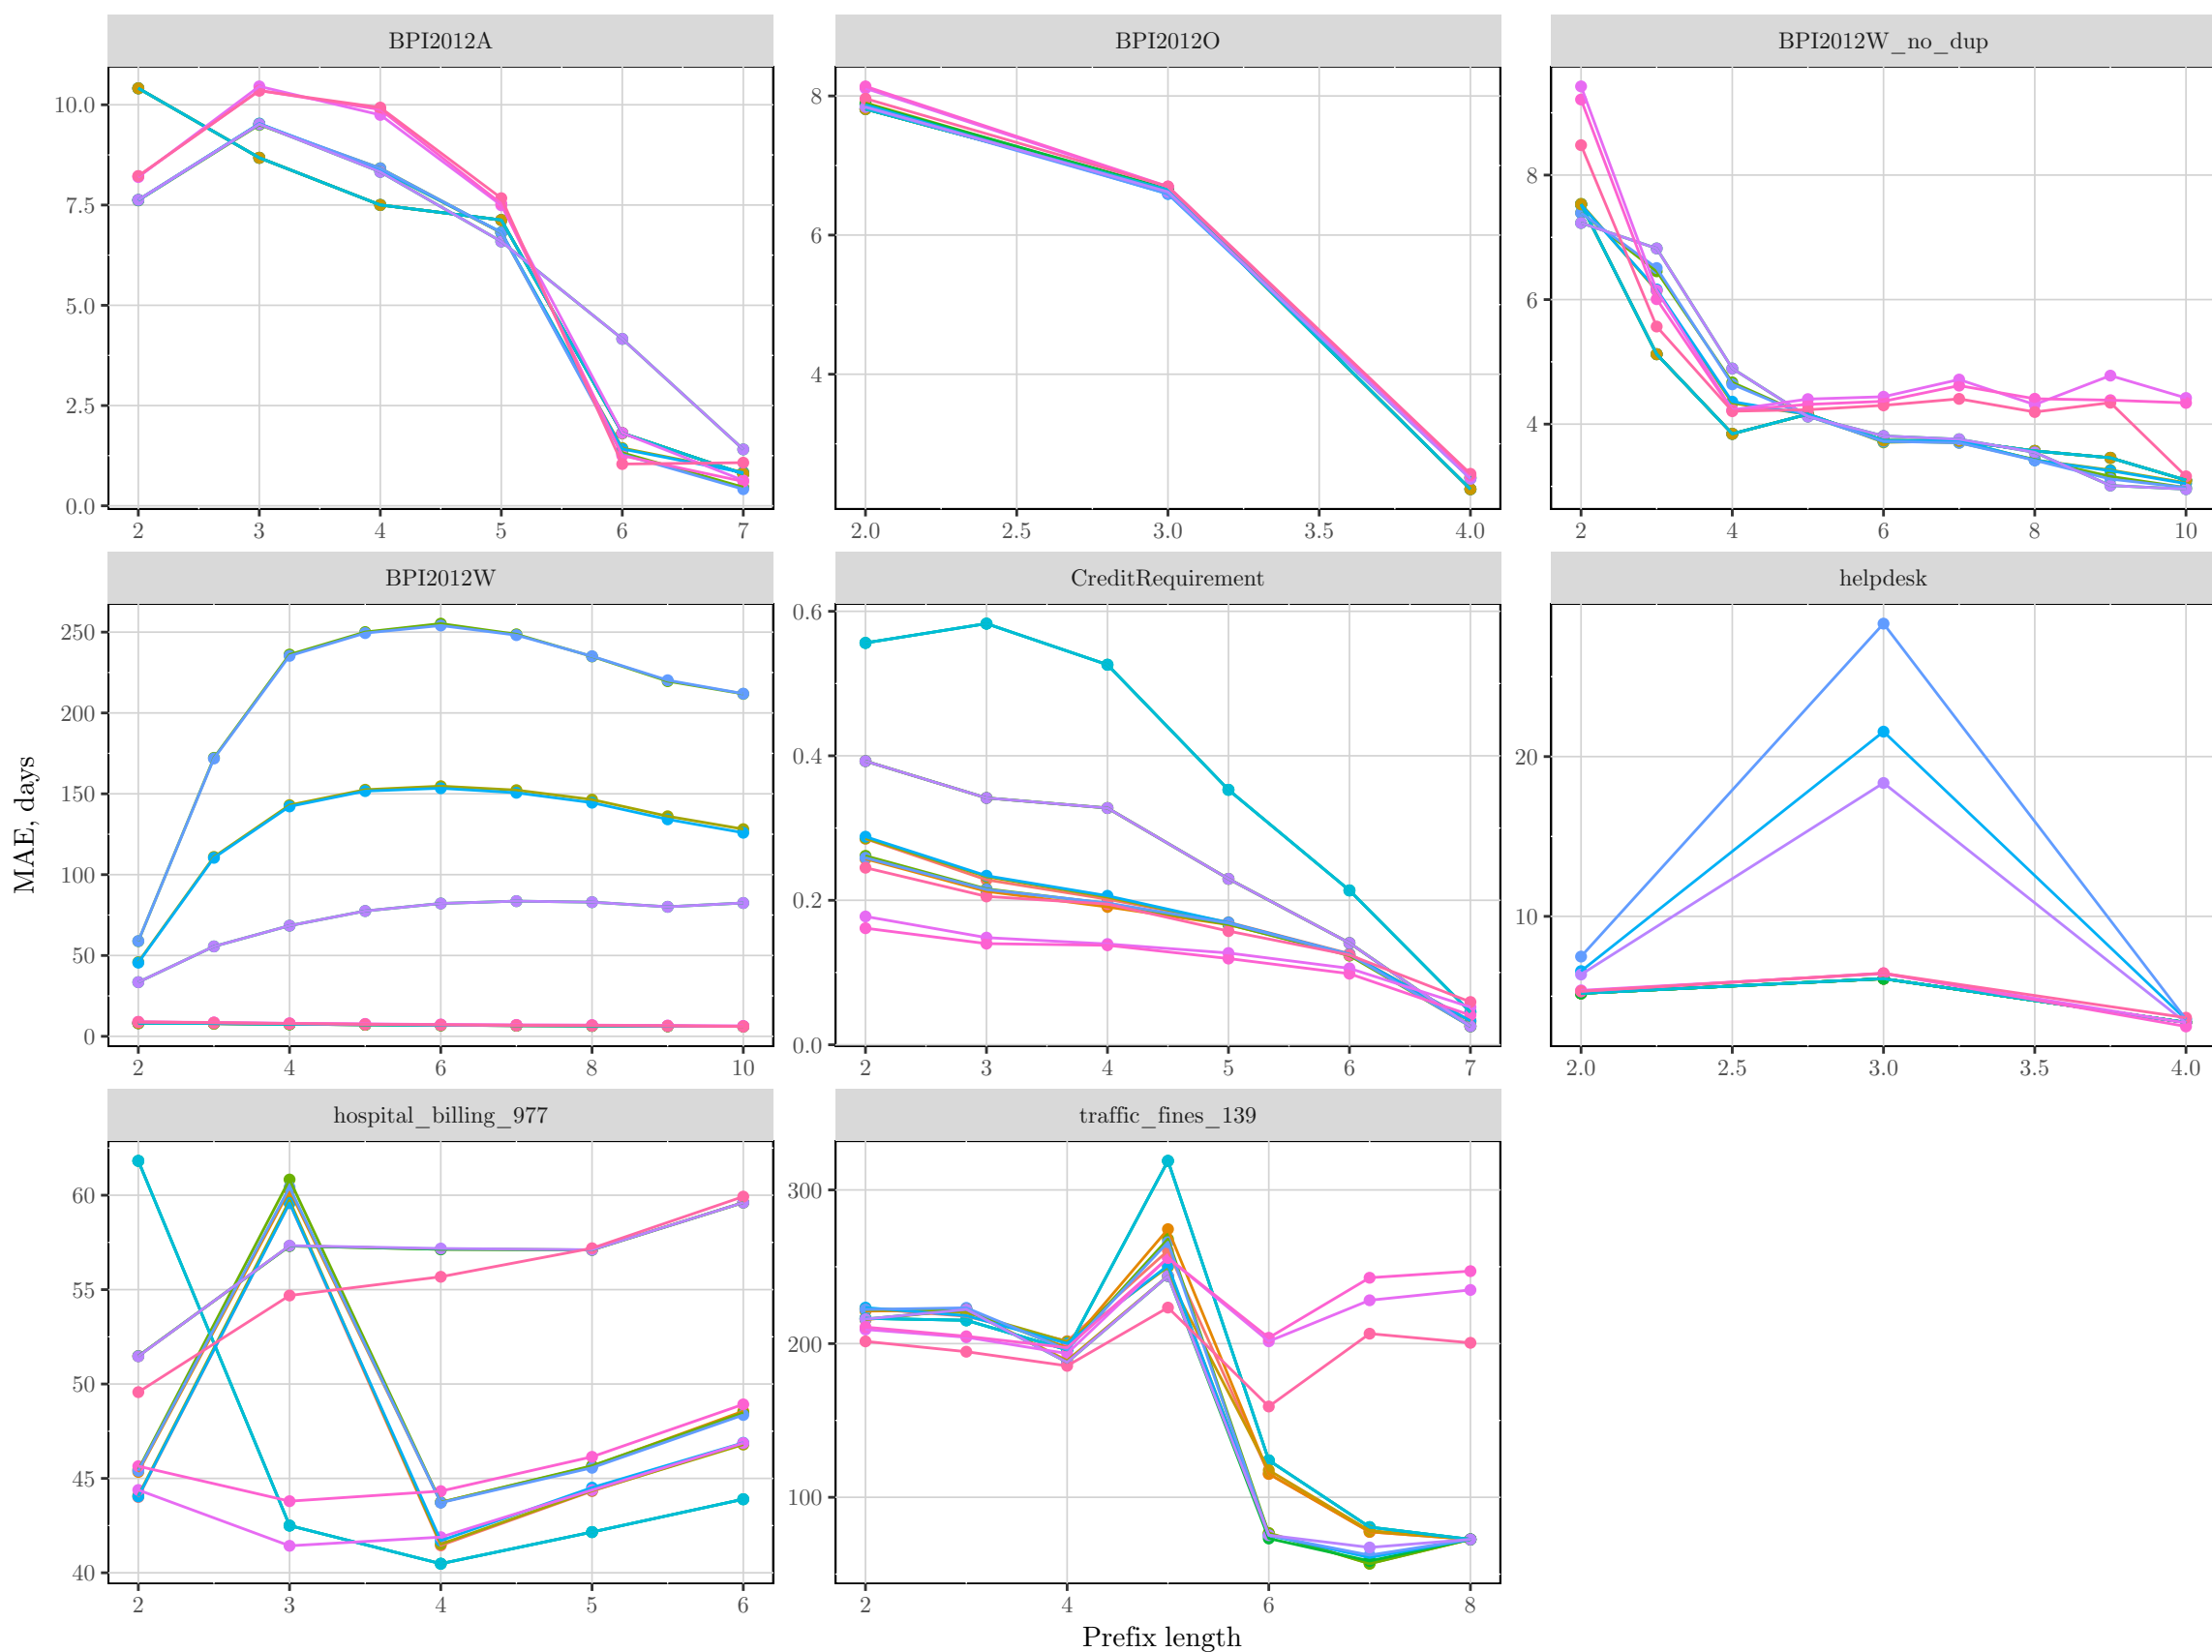 BPI2012A
BPI2012O
BPI2012W_no_dup
10.0
7.5
5.0
2.5
0.0
2 3 4 5 6 7
8
6
4
2.0 2.5 3.0 3.5 4.0
8
6
4
2 4 6 8 10
BPI2012W
CreditRequirement
helpdesk
250
200
150
100
50
0
2 4 6 8 10
0.6
0.4
0.2
0.0
2 3 4 5 6 7
20
10
2.0 2.5 3.0 3.5 4.0
hospital_billing_977
traffic_fines_139
60
55
50
45
40
2 3 4 5 6
300
200
100
2 4 6 8
MAE, days
Prefix length